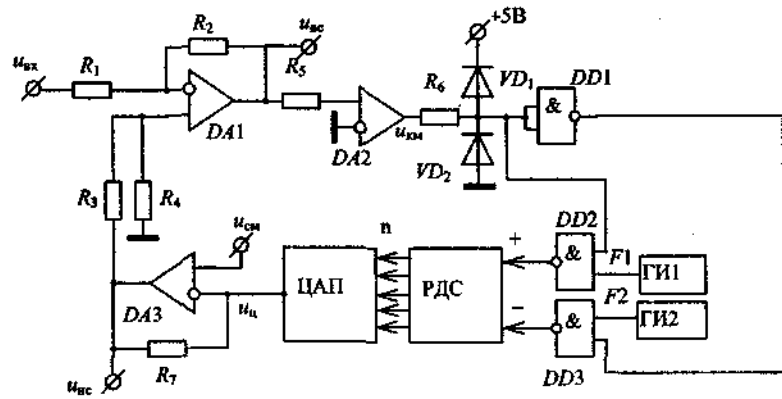 +5В
u_вх
R1
R2
u_вс
R5
DA1
DA2
u_км
R6
VD1
VD2
&
DD1
R3
R4
u_см
DA3
u_ц
R7
u_нс
n
ЦАП
РДС
+
−
&
DD2
F1
ГИ1
F2
ГИ2
&
DD3